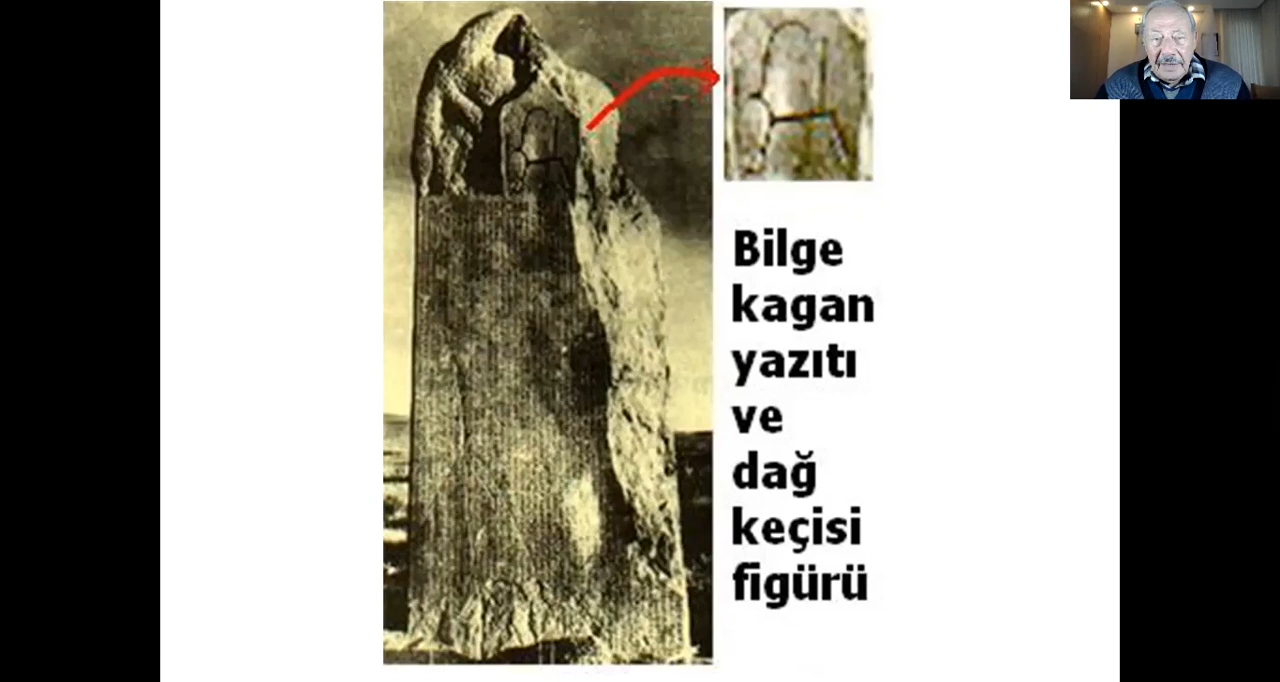 Bilge
kagan
yazıtı
ve
dağ
keçisi
figürü